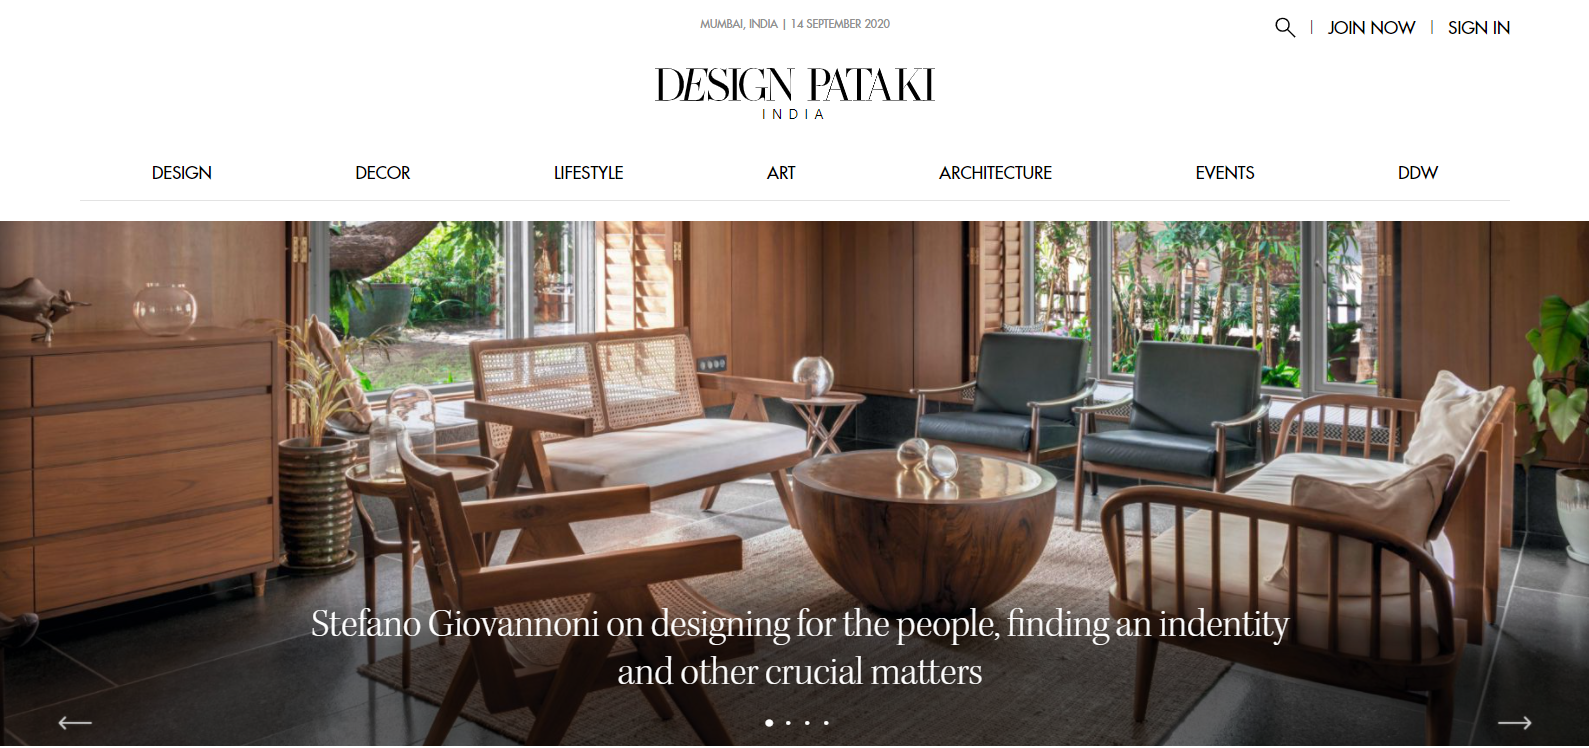 MUMBAI, INDIA | 14 SEPTEMBER 2020
JOIN NOW | SIGN IN
DESIGN PATAKI
INDIA
DESIGN DECOR LIFESTYLE ART ARCHITECTURE EVENTS DDW
Stefano Giovannoni on designing for the people, finding an indentity
and other crucial matters